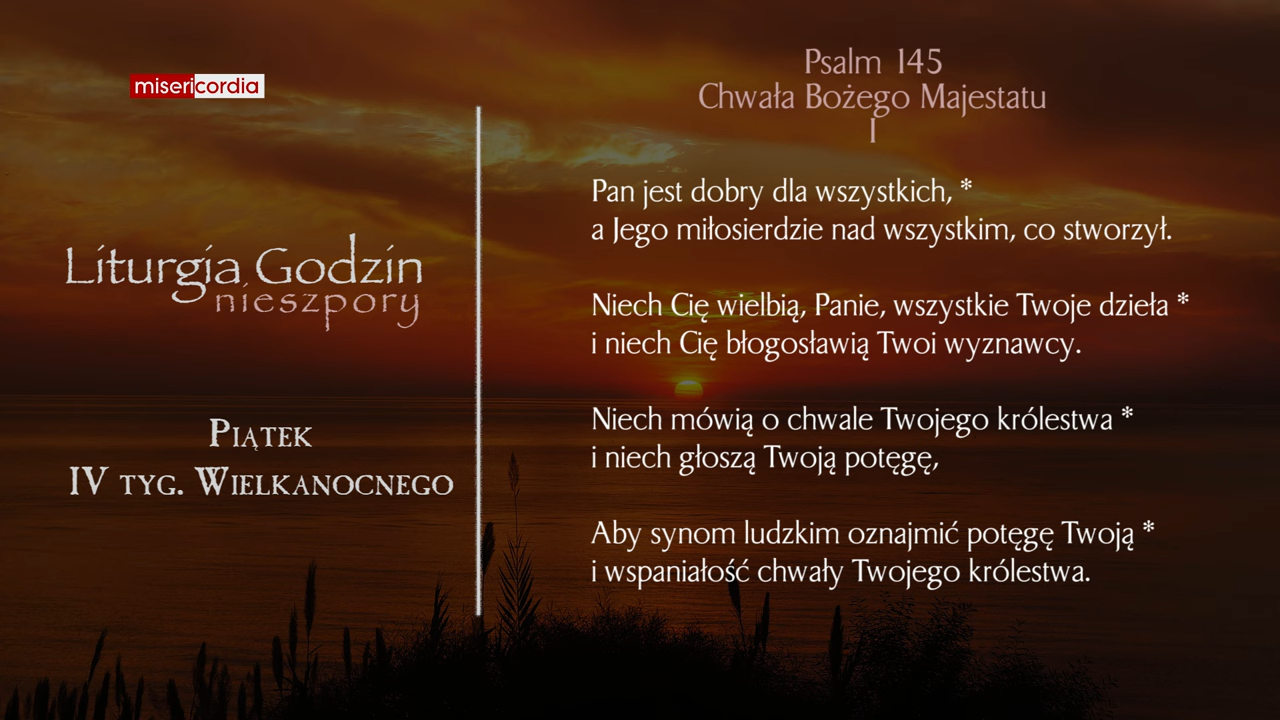 misericordia
Liturgia Godzin
nieszpory
Piątek
IV tyg. Wielkanocnego
Psalm 145
Chwała Bożego Majestatu
I
Pan jest dobry dla wszystkich, *
a Jego miłosierdzie nad wszystkim, co stworzył.
Niech Cię wielbią, Panie, wszystkie Twoje dzieła *
i niech Cię błogosławią Twoi wyznawcy.
Niech mówią o chwale Twojego królestwa *
i niech głoszą Twoją potęgę,
Aby synom ludzkim oznajmić potęgę Twoją *
i wspaniałość chwały Twojego królestwa.